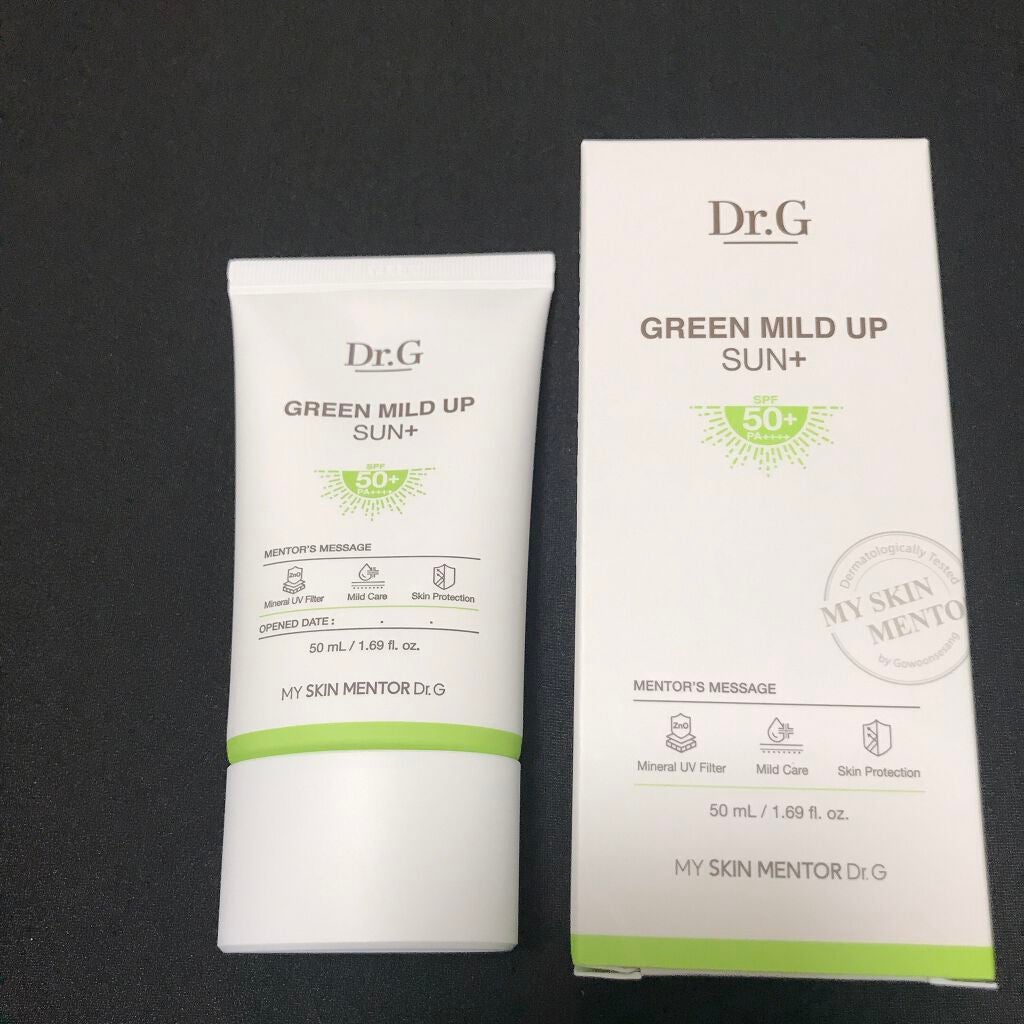 Dr.G
GREEN MILD UP
SUN+
SPF
50+
PA++++
MENTOR'S MESSAGE
ZnO
Mineral UV Filter
Mild Care
Skin Protection
OPENED DATE : . .
50 mL / 1.69 fl. oz.
MY SKIN MENTOR Dr.G
Dr.G
GREEN MILD UP
SUN+
SPF
50+
PA++++
Dermatologically Tested
MY SKIN
MENTO
by Gowoonsesang
MENTOR'S MESSAGE
ZnO
Mineral UV Filter
Mild Care
Skin Protection
50 mL / 1.69 fl. oz.
MY SKIN MENTOR Dr.G